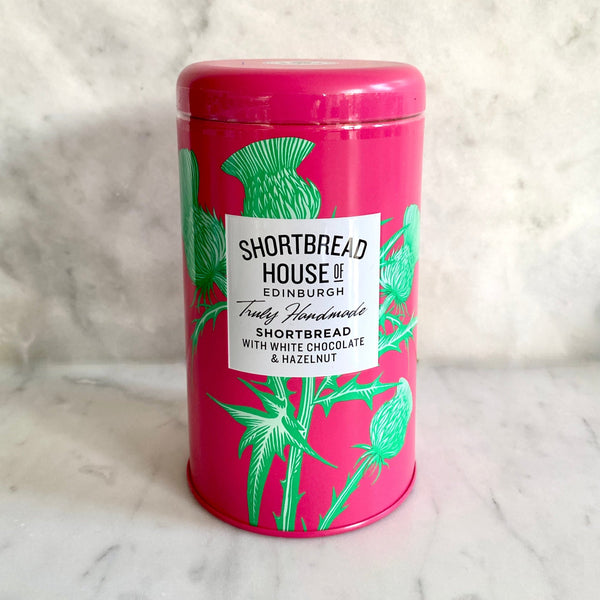 SHORTBREAD
HOUSE OF
EDINBURGH
Truly Handmade
SHORTBREAD
WITH WHITE CHOCOLATE
& HAZELNUT